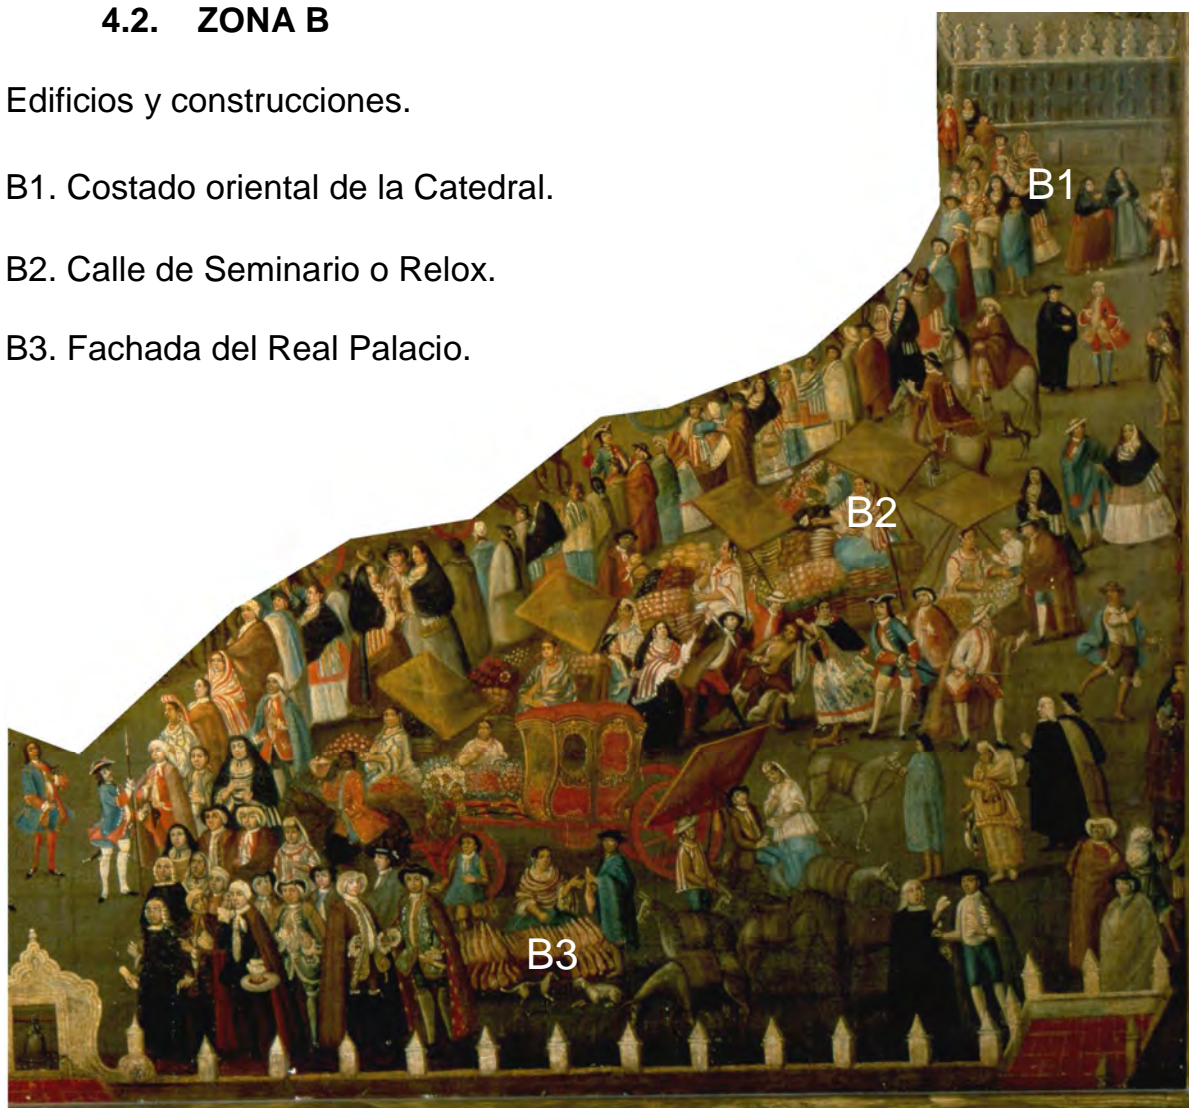 4.2. ZONA B
Edificios y construcciones.
B1. Costado oriental de la Catedral.
B2. Calle de Seminario o Relox.
B3. Fachada del Real Palacio.
B1
B2
B3